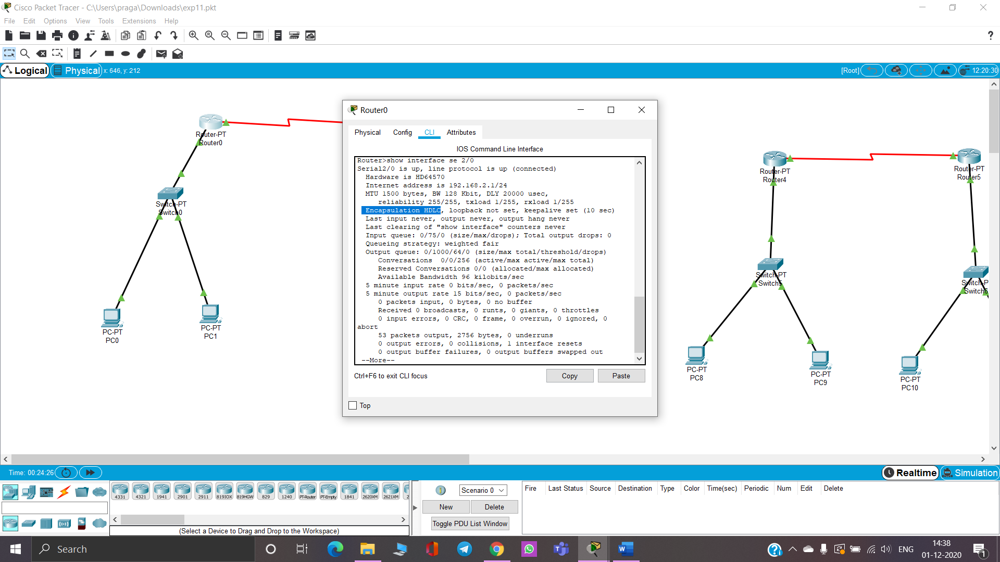 Cisco Packet Tracer - C:\Users\praga\Downloads\exp11.pkt
File Edit Options View Tools Extensions Help
?
Logical Physical x: 646, y: 212 [Root] 12:20:30
Router-PT
Router0
Switch-PT
Switch0
PC-PT
PC0
PC-PT
PC1
Router0
Physical Config CLI Attributes
IOS Command Line Interface
Router>show interface se 2/0
Serial2/0 is up, line protocol is up (connected)
Hardware is HD64570
Internet address is 192.168.2.1/24
MTU 1500 bytes, BW 128 Kbit, DLY 20000 usec,
reliability 255/255, txload 1/255, rxload 1/255
Encapsulation HDLC, loopback not set, keepalive set (10 sec)
Last input never, output never, output hang never
Last clearing of "show interface" counters never
Input queue: 0/75/0 (size/max/drops); Total output drops: 0
Queueing strategy: weighted fair
Output queue: 0/1000/64/0 (size/max total/threshold/drops)
Conversations 0/0/256 (active/max active/max total)
Reserved Conversations 0/0 (allocated/max allocated)
Available Bandwidth 96 kilobits/sec
5 minute input rate 0 bits/sec, 0 packets/sec
5 minute output rate 15 bits/sec, 0 packets/sec
0 packets input, 0 bytes, 0 no buffer
Received 0 broadcasts, 0 runts, 0 giants, 0 throttles
0 input errors, 0 CRC, 0 frame, 0 overrun, 0 ignored, 0
abort
53 packets output, 2756 bytes, 0 underruns
0 output errors, 0 collisions, 1 interface resets
0 output buffer failures, 0 output buffers swapped out
--More--
Ctrl+F6 to exit CLI focus Copy Paste
Top
Router-PT
Router4
Router-PT
Router5
Switch-PT
Switch5
Switch-P
Switch6
PC-PT
PC8
PC-PT
PC9
PC-PT
PC10
Time: 00:24:26 Realtime Simulation
4331 4321 1941 2901 2911 819IOX 819HGW 829 1240 PT-Router PT-Empty 1841 2620XM 2621XM 2
(Select a Device to Drag and Drop to the Workspace)
Scenario 0
New Delete
Toggle PDU List Window
Fire Last Status Source Destination Type Color Time(sec) Periodic Num Edit Delete
Search
ENG
14:38
01-12-2020
1